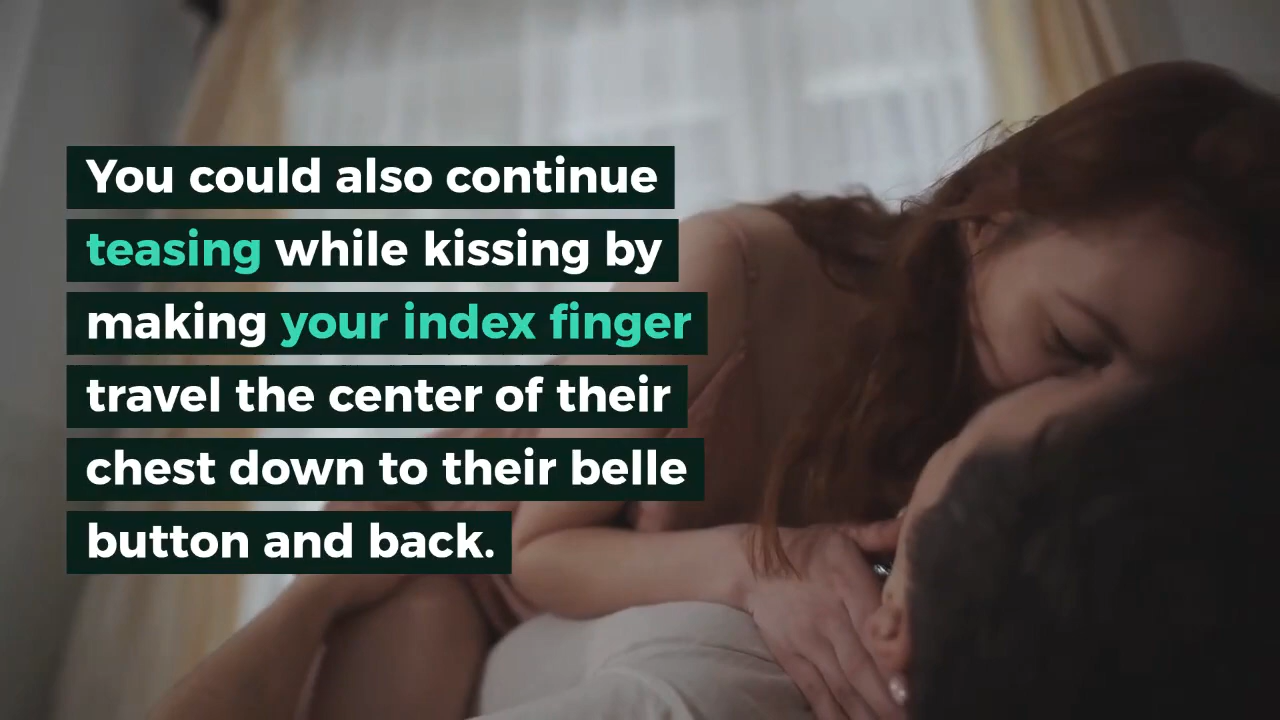 You could also continue
teasing while kissing by
making your index finger
travel the center of their
chest down to their belle
button and back.